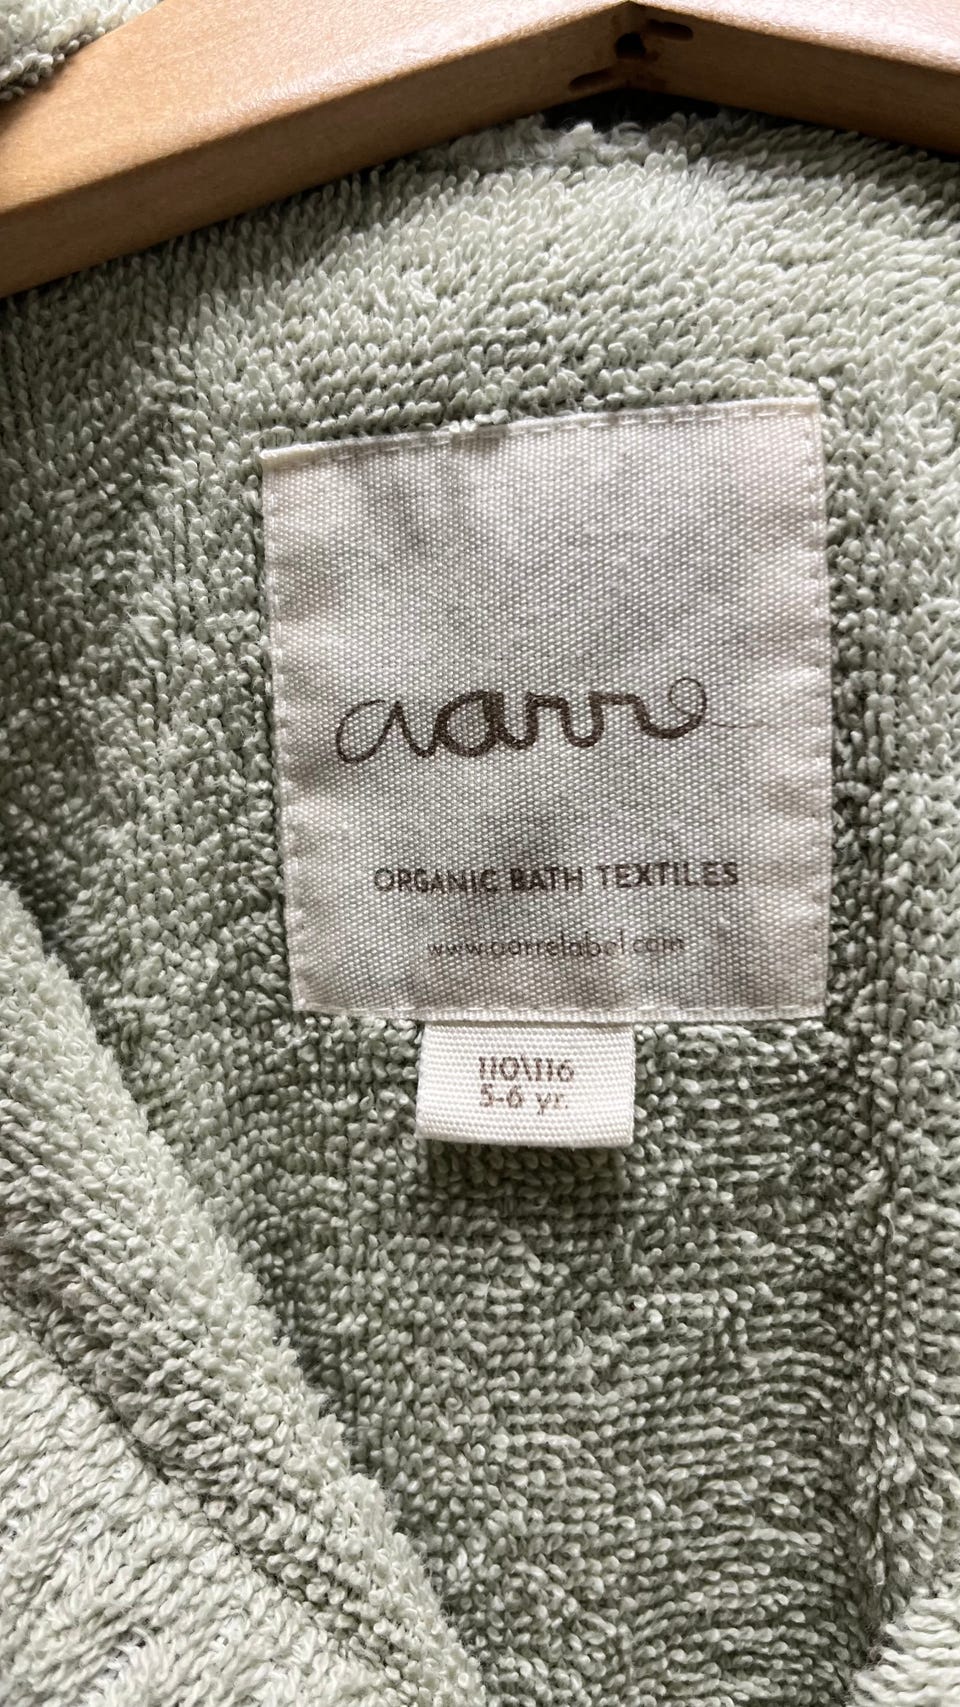 aarre
ORGANIC BATH TEXTILES
www.aarrelabel.com
110\116
5-6 yr.